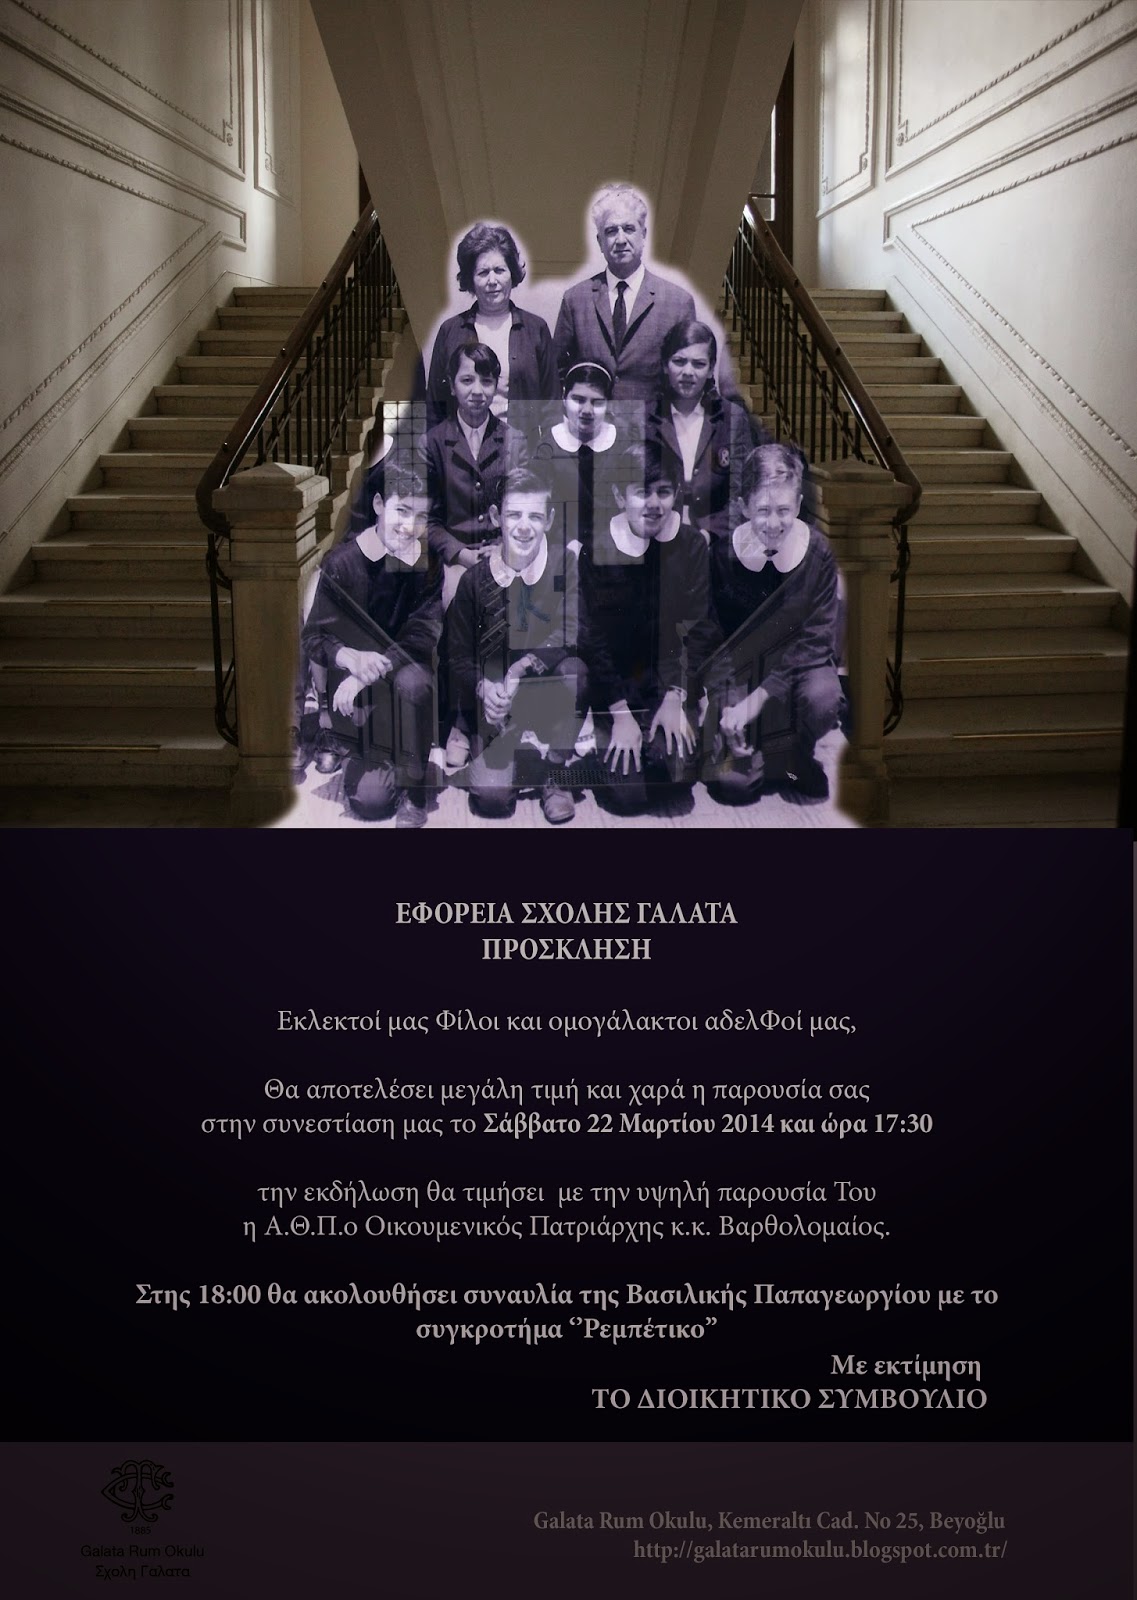 ΕΦΟΡΕΙΑ ΣΧΟΛΗΣ ΓΑΛΑΤΑ
ΠΡΟΣΚΛΗΣΗ
Εκλεκτοί μας Φίλοι και ομογάλακτοι αδελΦοί μας,
Θα αποτελέσει μεγάλη τιμή και χαρά η παρουσία σας
στην συνεστίαση μας το Σάββατο 22 Μαρτίου 2014 και ώρα 17:30
την εκδήλωση θα τιμήσει με την υψηλή παρουσία Του
η Α.Θ.Π.ο Οικουμενικός Πατριάρχης κ.κ. Βαρθολομαίος.
Στης 18:00 θα ακολουθήσει συναυλία της Βασιλικής Παπαγεωργίου με το
συγκροτήμα ‘’Ρεμπέτικο’’
Με εκτίμηση
ΤΟ ΔΙΟΙΚΗΤΙΚΟ ΣΥΜΒΟΥΛΙΟ
1885
Galata Rum Okulu
Σχολη Γαλατα
Galata Rum Okulu, Kemeraltı Cad. No 25, Beyoğlu
http://galatarumokulu.blogspot.com.tr/